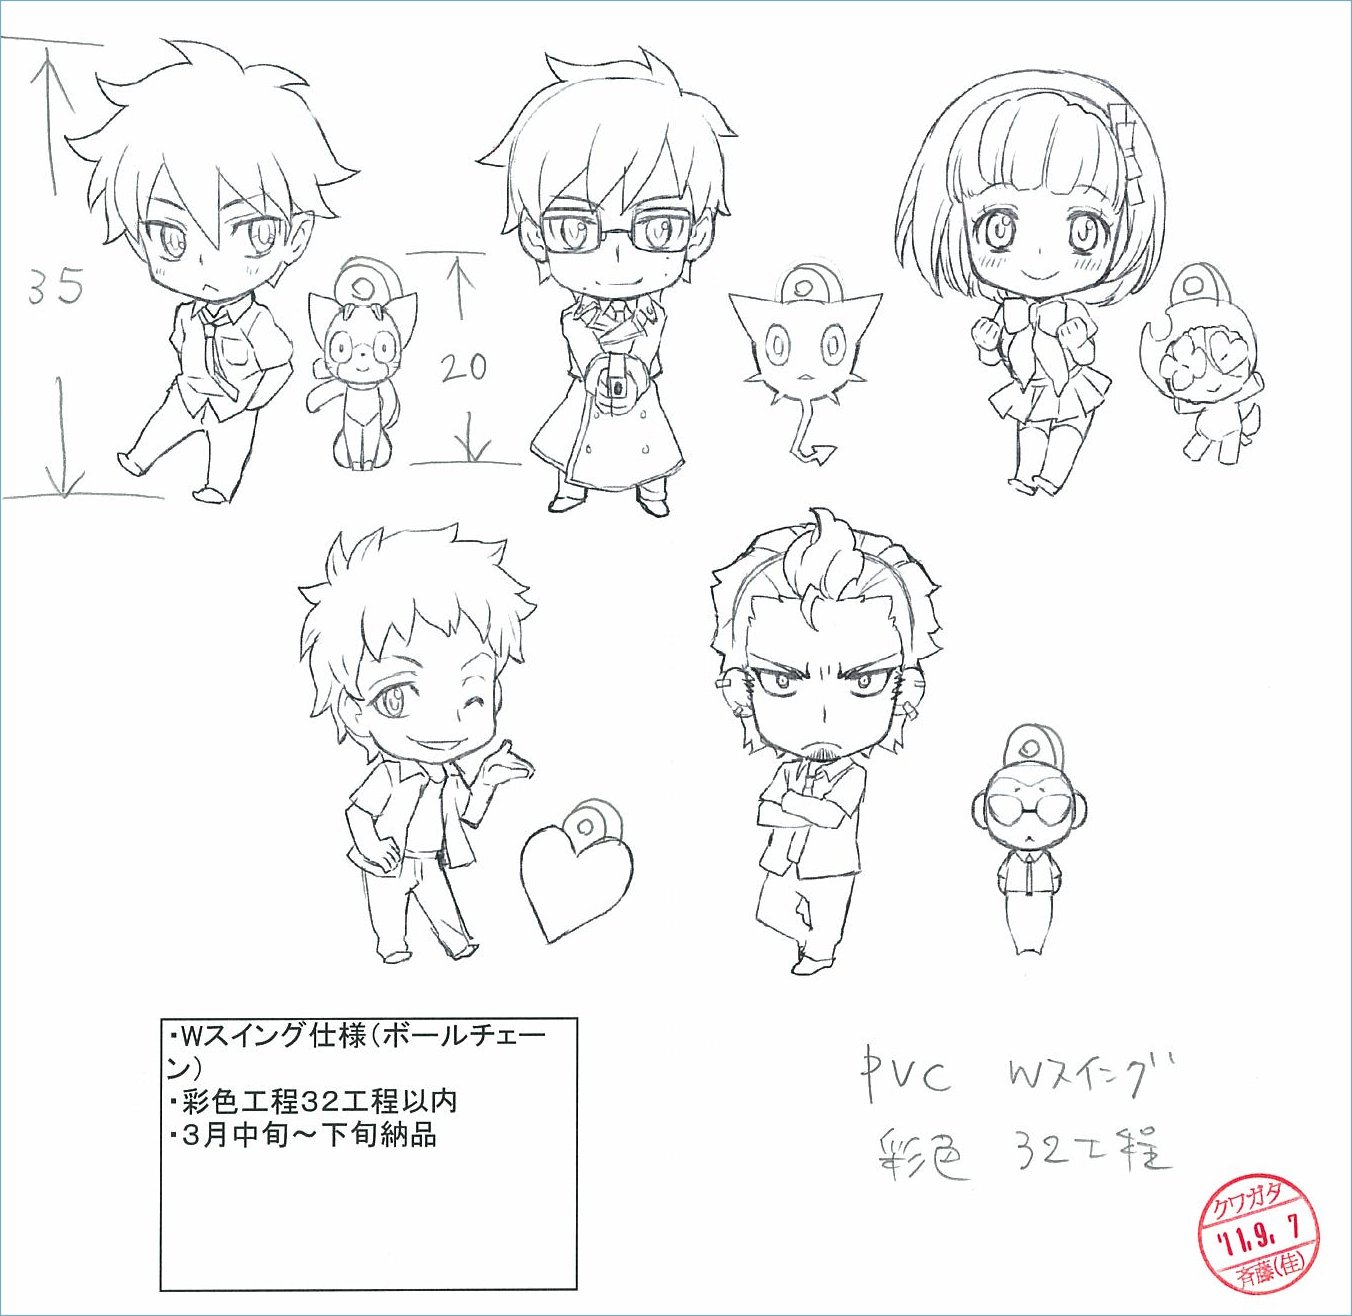 35
20
・Wスイング仕様（ボールチェー
ン）
・彩色工程３２工程以内
・３月中旬～下旬納品
PVC Wスイング
彩色 32工程
クワガタ
'11.9.7
斉藤(佳)